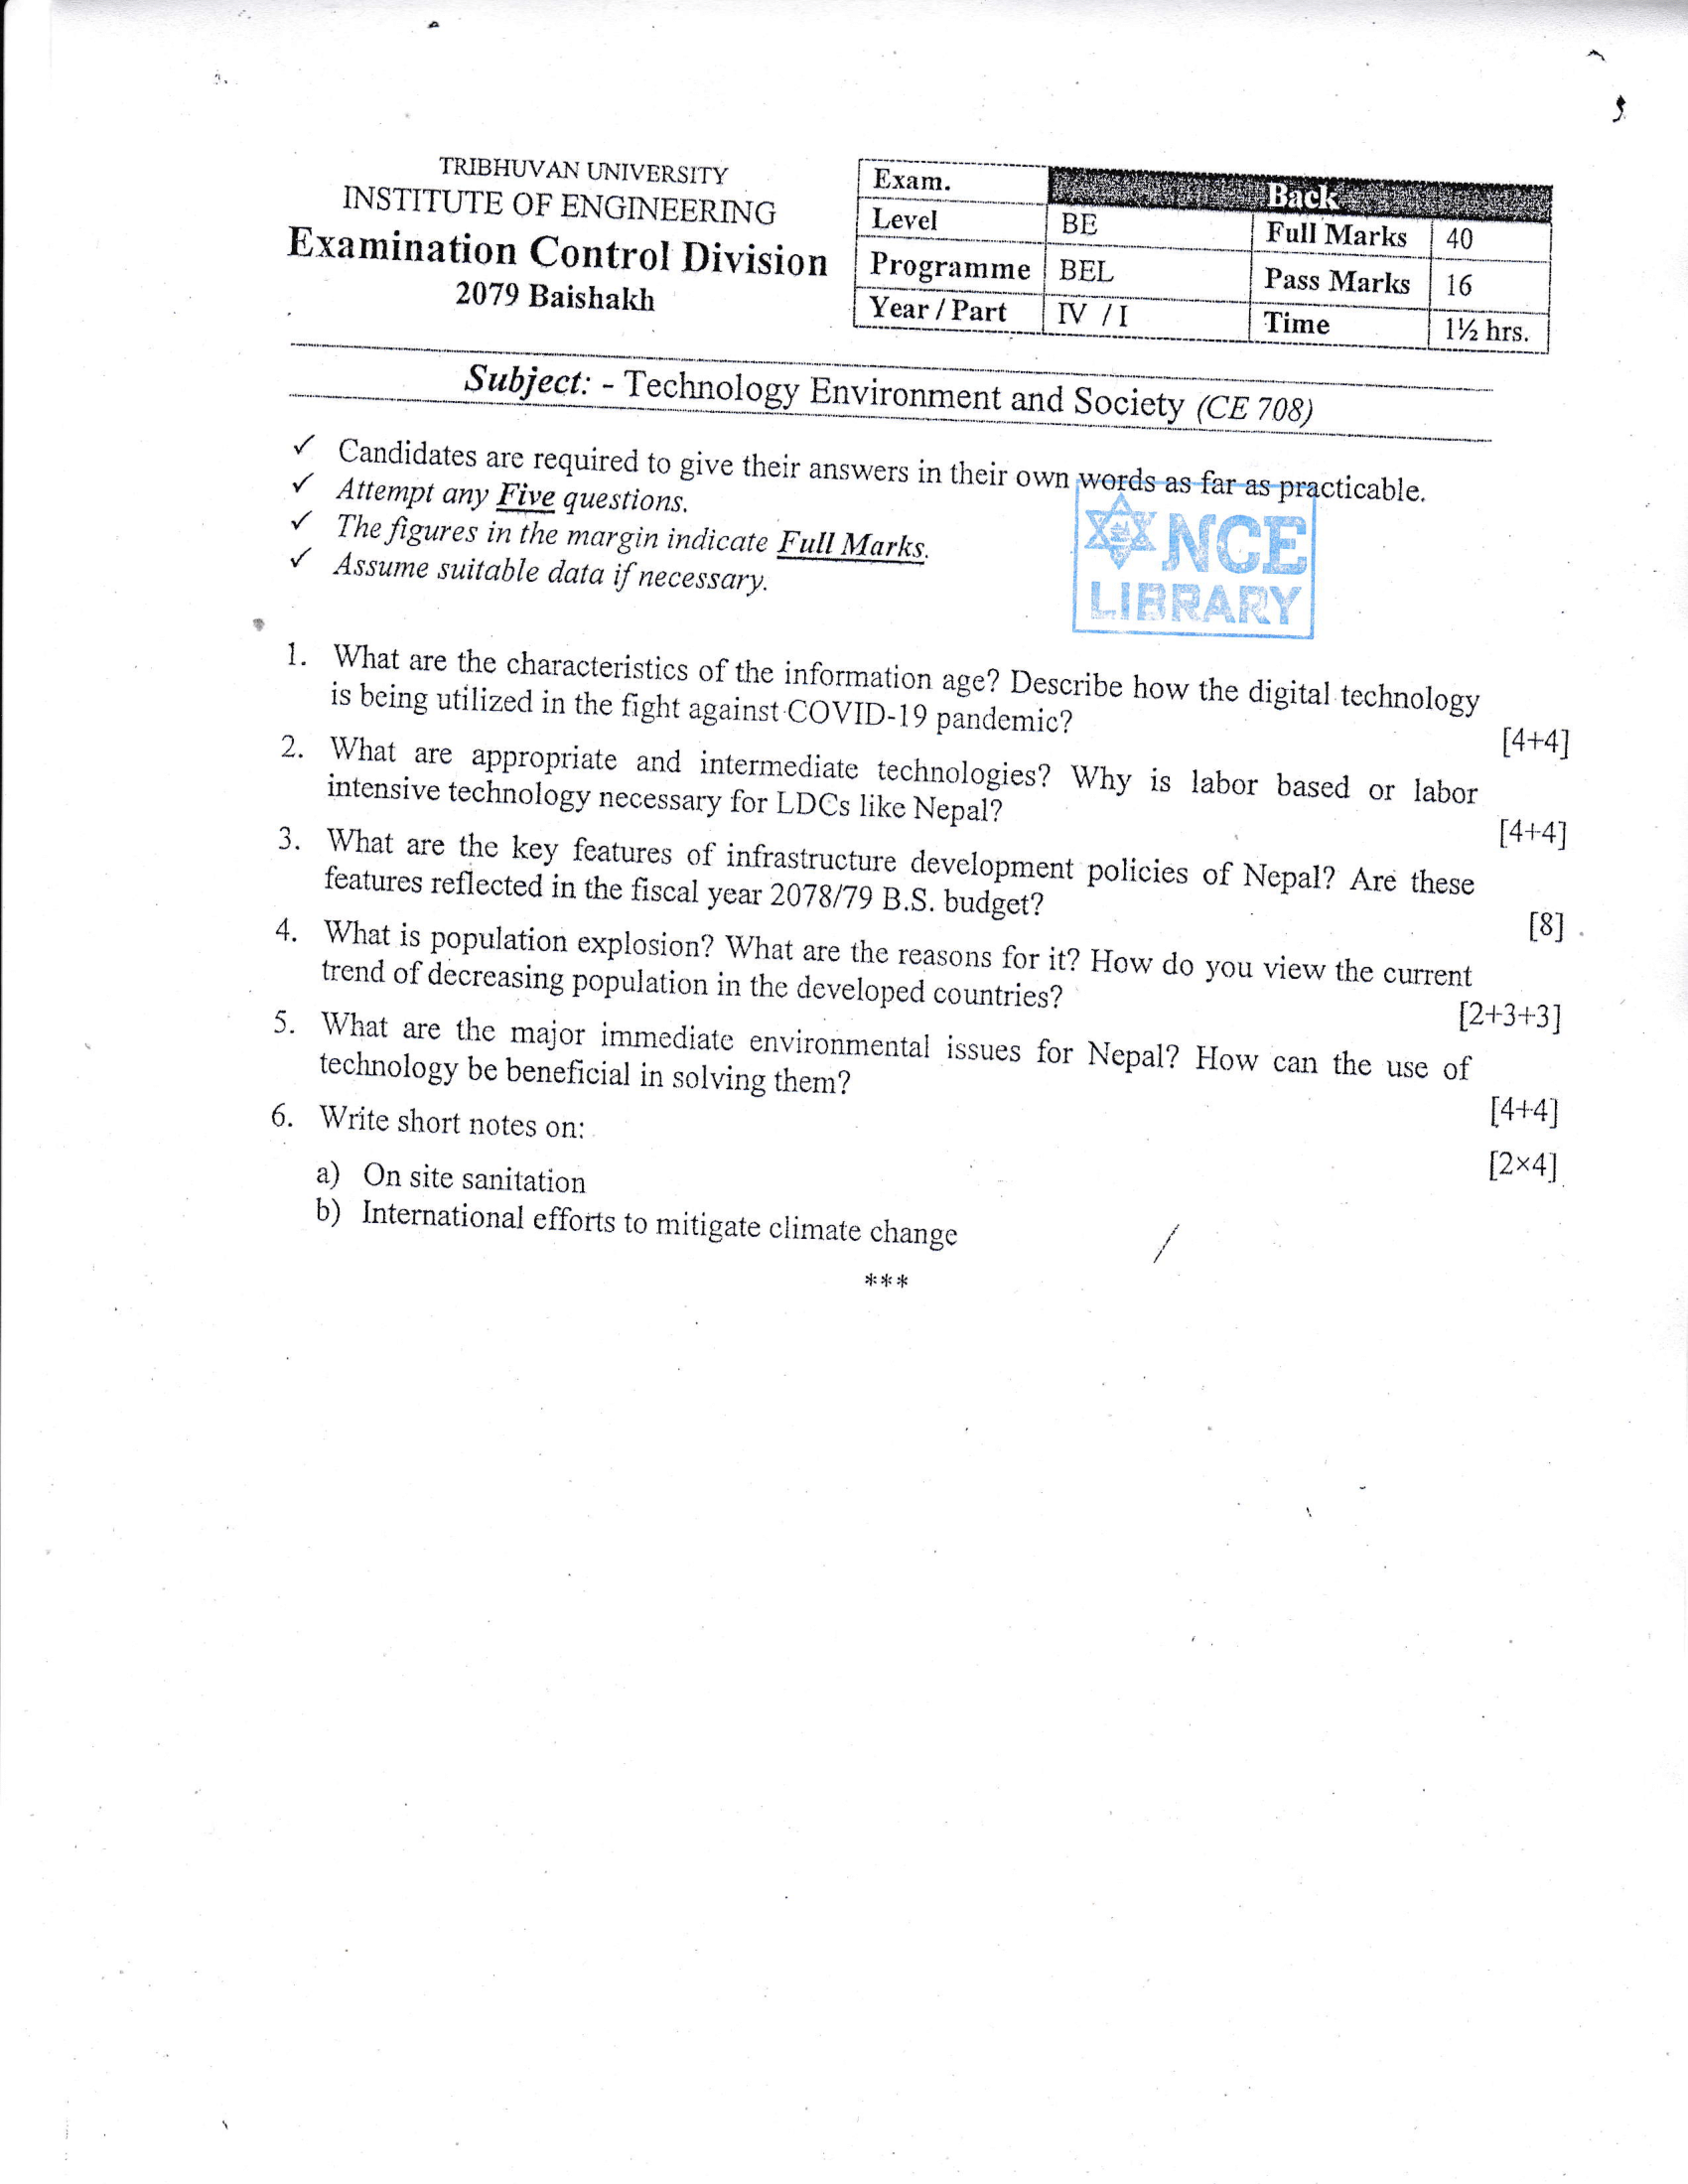 TRIBHUVAN UNIVERSITY
INSTITUTE OF ENGINEERING
Examination Control Division
2079 Baishakh
Exam. Back
Level BE Full Marks 40
Programme BEL Pass Marks 16
Year / Part IV / I Time 1½ hrs.
Subject: - Technology Environment and Society (CE 708)
✓ Candidates are required to give their answers in their own words as far as practicable.
✓ Attempt any Five questions.
✓ The figures in the margin indicate Full Marks.
✓ Assume suitable data if necessary.
NCE
LIBRARY
1. What are the characteristics of the information age? Describe how the digital technology
is being utilized in the fight against COVID-19 pandemic? [4+4]
2. What are appropriate and intermediate technologies? Why is labor based or labor
intensive technology necessary for LDCs like Nepal? [4+4]
3. What are the key features of infrastructure development policies of Nepal? Are these
features reflected in the fiscal year 2078/79 B.S. budget? [8]
4. What is population explosion? What are the reasons for it? How do you view the current
trend of decreasing population in the developed countries? [2+3+3]
5. What are the major immediate environmental issues for Nepal? How can the use of
technology be beneficial in solving them? [4+4]
6. Write short notes on: [2×4]
a) On site sanitation
b) International efforts to mitigate climate change
***